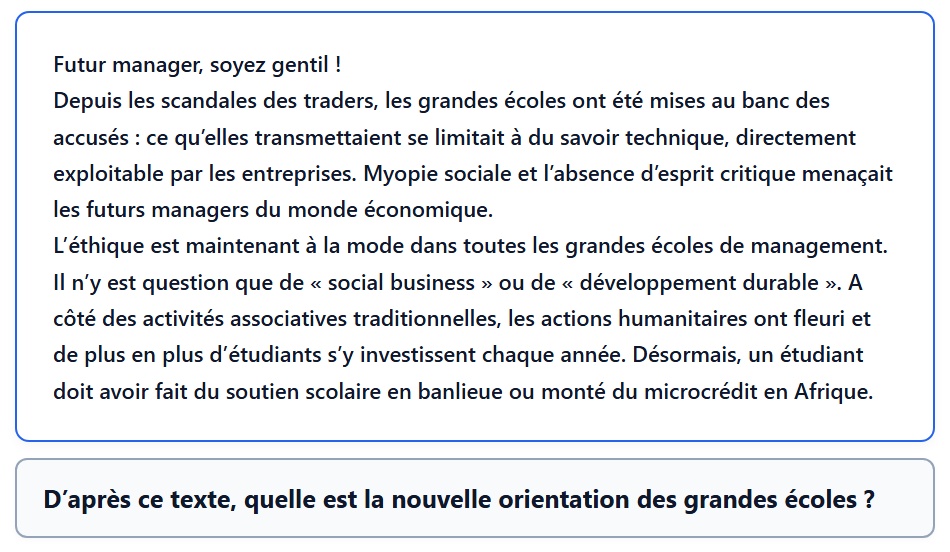 Futur manager, soyez gentil !
Depuis les scandales des traders, les grandes écoles ont été mises au banc des
accusés : ce qu’elles transmettaient se limitait à du savoir technique, directement
exploitable par les entreprises. Myopie sociale et l’absence d’esprit critique menaçait
les futurs managers du monde économique.
L’éthique est maintenant à la mode dans toutes les grandes écoles de management.
Il n’y est question que de « social business » ou de « développement durable ». A
côté des activités associatives traditionnelles, les actions humanitaires ont fleuri et
de plus en plus d’étudiants s’y investissent chaque année. Désormais, un étudiant
doit avoir fait du soutien scolaire en banlieue ou monté du microcrédit en Afrique.
D’après ce texte, quelle est la nouvelle orientation des grandes écoles ?